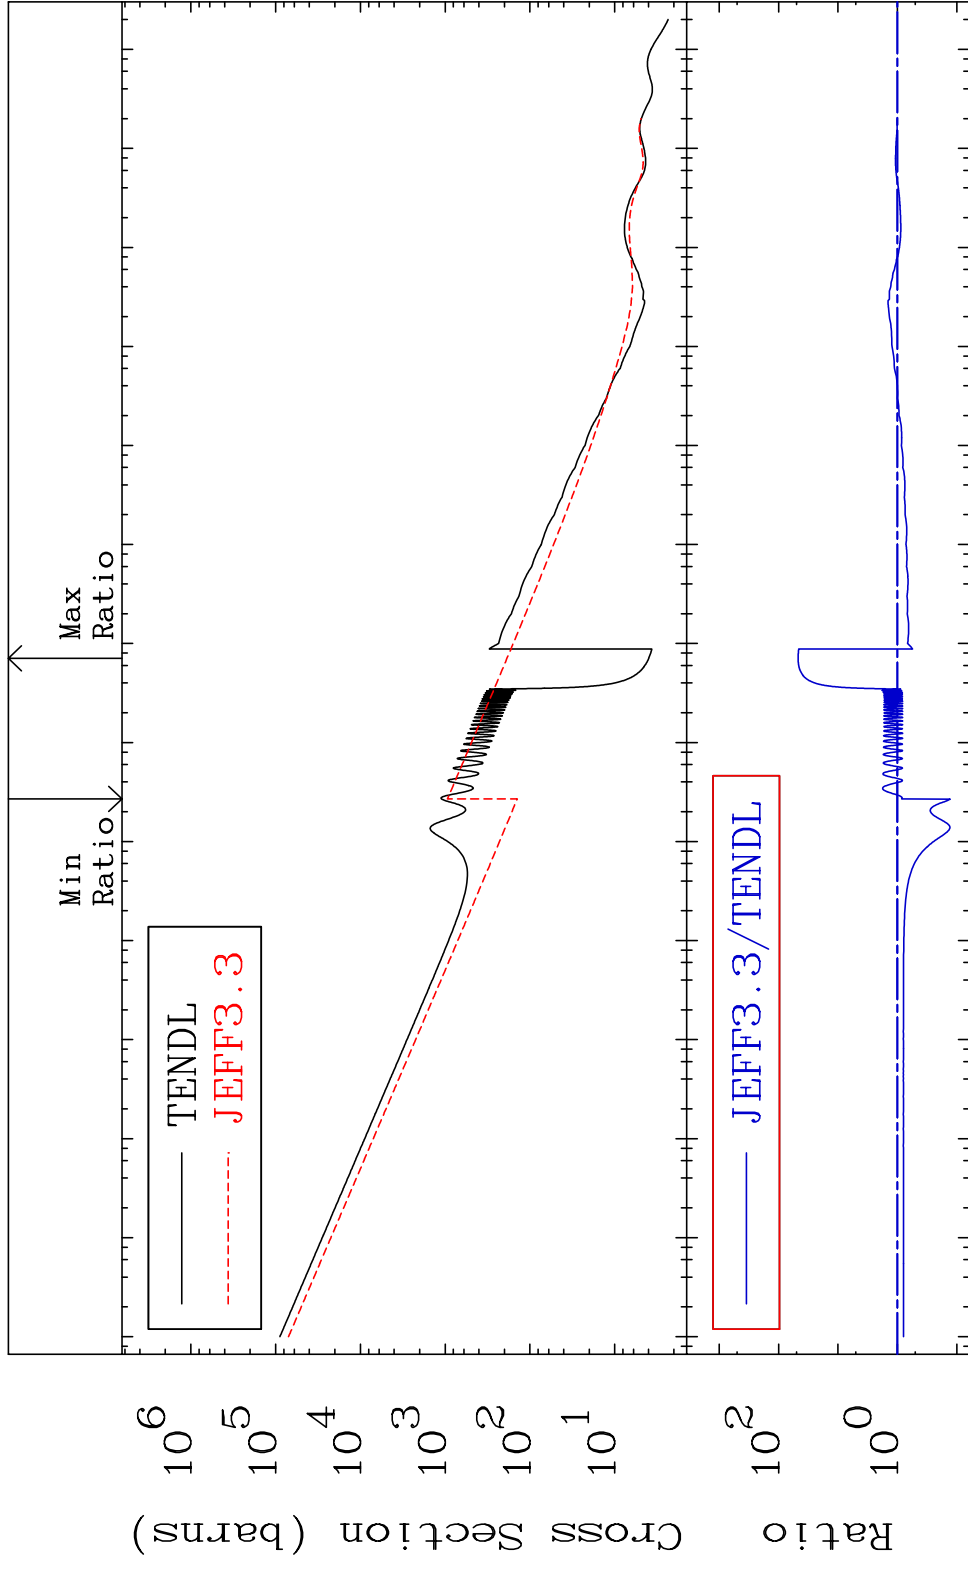 Min
Ratio
Max
Ratio
TENDL
JEFF3.3
10^6
10^5
10^4
10^3
10^2
10^1
Cross Section (barns)
JEFF3.3/TENDL
10^2
10^0
Ratio